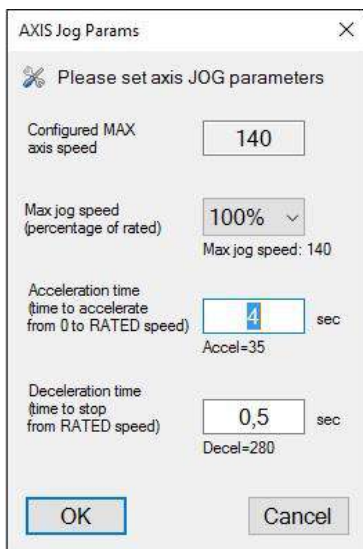 AXIS Jog Params
Please set axis JOG parameters
Configured MAX
axis speed
140
Max jog speed
(percentage of rated)
100%
Max jog speed: 140
Acceleration time
(time to accelerate
from 0 to RATED speed)
4
sec
Accel=35
Deceleration time
(time to stop
from RATED speed)
0,5
sec
Decel=280
OK
Cancel